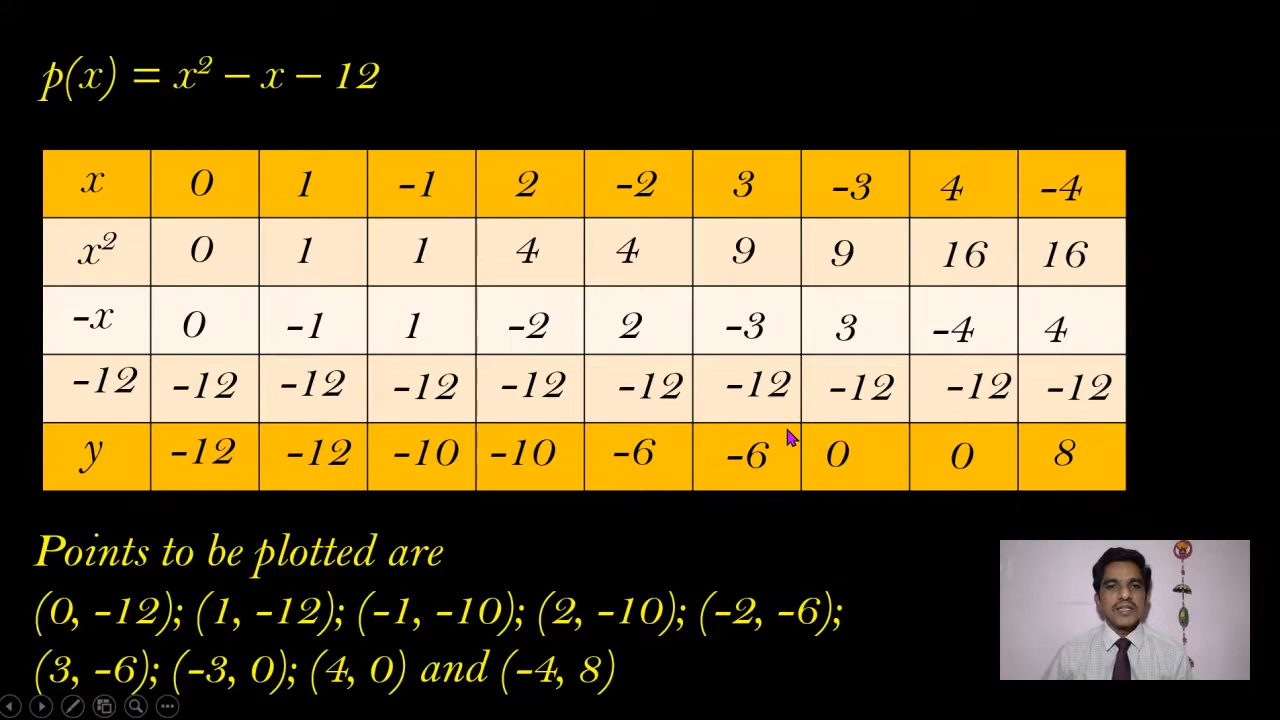 p(x) = x² – x – 12
x 0 1 -1 2 -2 3 -3 4 -4
x² 0 1 1 4 4 9 9 16 16
-x 0 -1 1 -2 2 -3 3 -4 4
-12 -12 -12 -12 -12 -12 -12 -12 -12 -12
y -12 -12 -10 -10 -6 -6 0 0 8
Points to be plotted are
(0, -12); (1, -12); (-1, -10); (2, -10); (-2, -6);
(3, -6); (-3, 0); (4, 0) and (-4, 8)